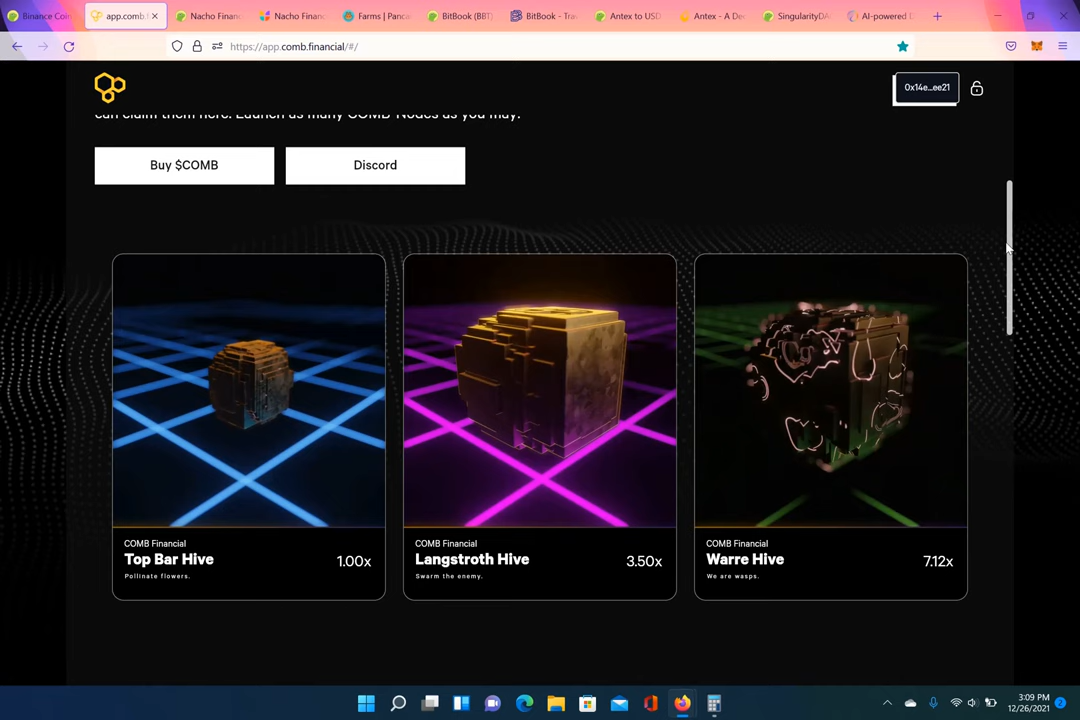 Binance Coin
app.comb.f
Nacho Finan
Nacho Finan
Farms | Panca
BitBook (BBT)
BitBook - Tra
Antex to USD
Antex - A Dec
SingularityDA
AI-powered D
https://app.comb.financial/#/
0x14e...ee21
can claim them here. Launch as many COMB Nodes as you may.
Buy $COMB
Discord
COMB Financial
Top Bar Hive
1.00x
Pollinate flowers.
COMB Financial
Langstroth Hive
3.50x
Swarm the enemy.
COMB Financial
Warre Hive
7.12x
We are wasps.
3:09 PM
12/26/2021
2